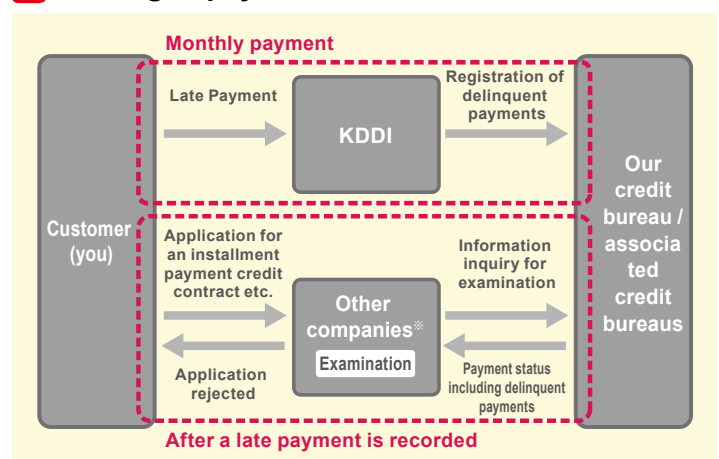 Monthly payment
Late Payment
KDDI
Registration of
delinquent
payments
Customer
(you)
Our
credit
bureau /
associa
ted
credit
bureaus
Application for
an installment
payment credit
contract etc.
Other
companies※
Examination
Information
inquiry for
examination
Application
rejected
Payment status
including delinquent
payments
After a late payment is recorded